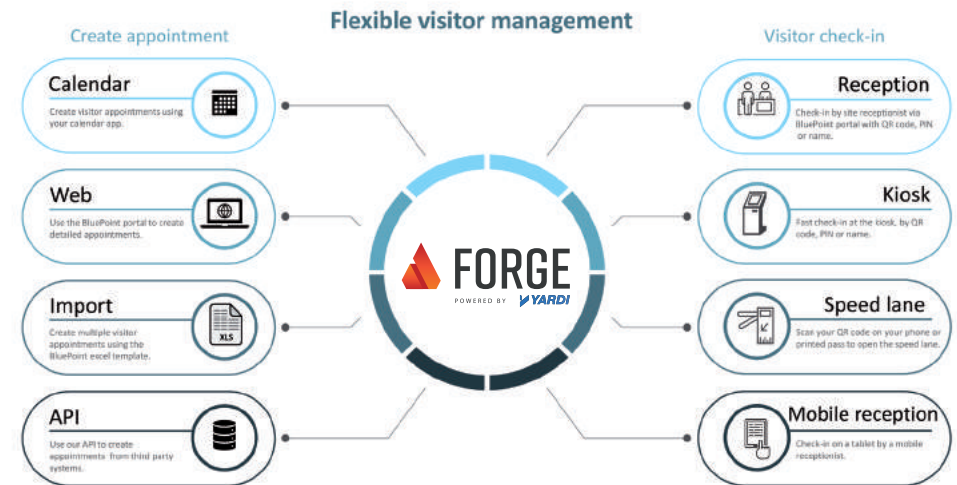 Flexible visitor management
Create appointment
Calendar
Create visitor appointments using
your calendar app.
Web
Use the BluePoint portal to create
detailed appointments.
Import
Create multiple visitor
appointments using the
BluePoint excel template.
XLS
API
Use our API to create
appointments from third party
systems.
FORGE
POWERED BY YARDI
Visitor check-in
Reception
Check-in by site receptionist via
BluePoint portal with QR code, PIN
or name.
Kiosk
Fast check-in at the kiosk, by QR
code, PIN or name.
Speed lane
Scan your QR code on your phone or
printed pass to open the speed lane.
Mobile reception
Check-in on a tablet by a mobile
receptionist.